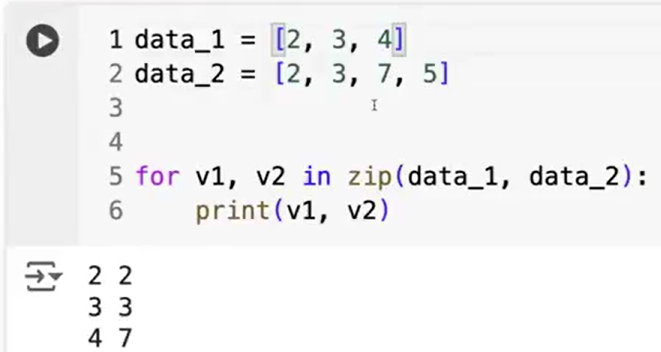 1 data_1 = [2, 3, 4]
2 data_2 = [2, 3, 7, 5]
3
4
5 for v1, v2 in zip(data_1, data_2):
6     print(v1, v2)
2 2
3 3
4 7